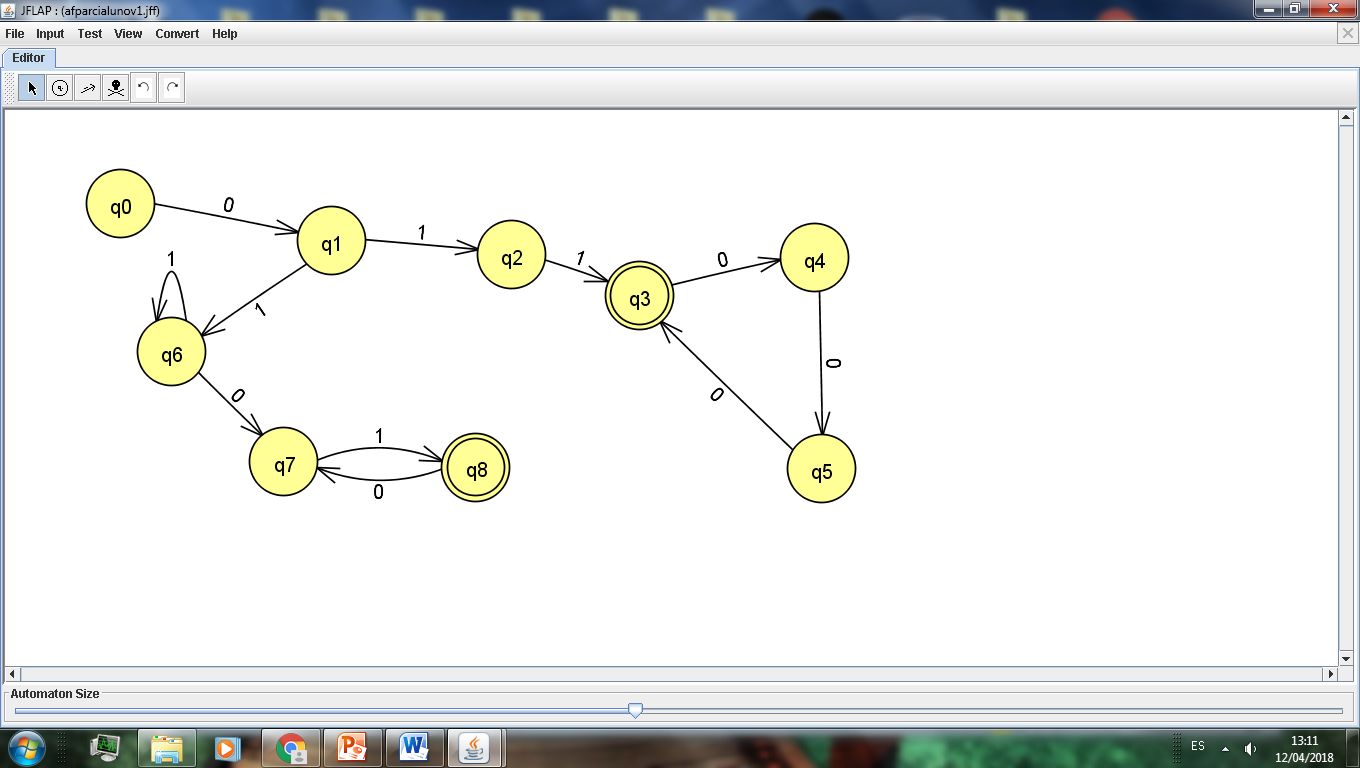 JFLAP : (afparcialunov1.jff)
File Input Test View Convert Help
Editor
q0
0
q1
1
q2
1
q3
0
q4
1
1
q6
0
0
0
q7
1
0
q8
q5
Automaton Size
ES
13:11
12/04/2018